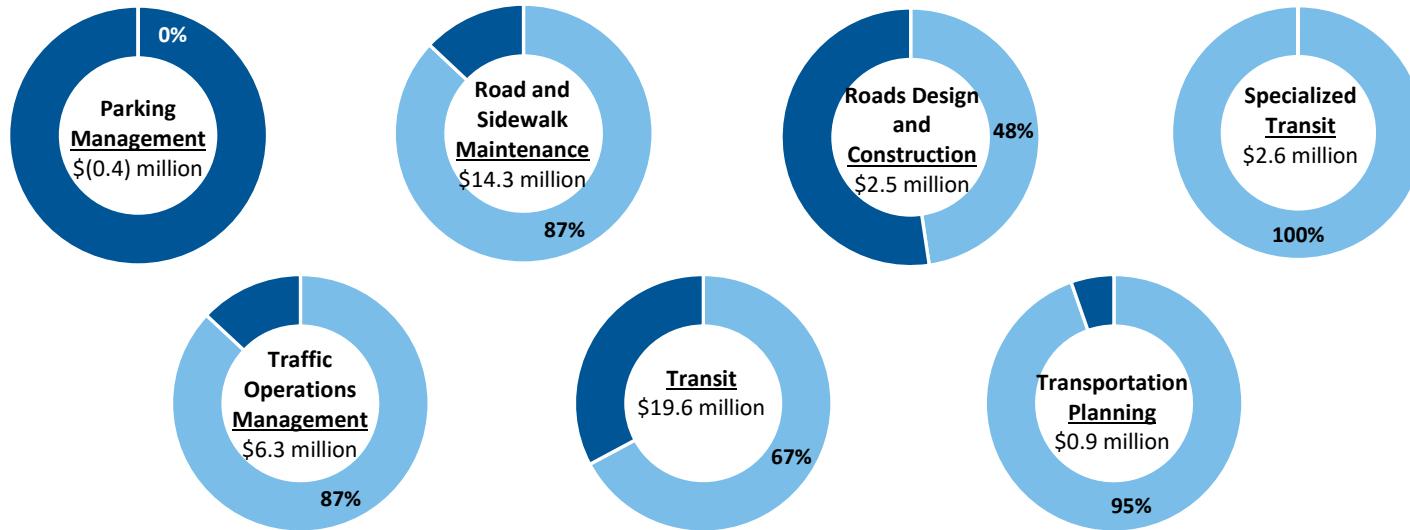 0%
Parking
Management
$(0.4) million
Road and
Sidewalk
Maintenance
$14.3 million
87%
Roads Design
and
Construction
$2.5 million
48%
Specialized
Transit
$2.6 million
100%
Traffic
Operations
Management
$6.3 million
87%
Transit
$19.6 million
67%
Transportation
Planning
$0.9 million
95%